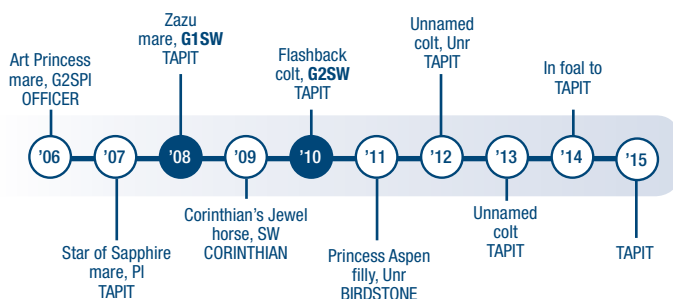 Art Princess
mare, G2SPI
OFFICER
Zazu
mare, G1SW
TAPIT
Flashback
colt, G2SW
TAPIT
Unnamed
colt, Unr
TAPIT
In foal to
TAPIT
'06
'07
'08
'09
'10
'11
'12
'13
'14
'15
Star of Sapphire
mare, PI
TAPIT
Corinthian's Jewel
horse, SW
CORINTHIAN
Princess Aspen
filly, Unr
BIRDSTONE
Unnamed
colt
TAPIT
TAPIT